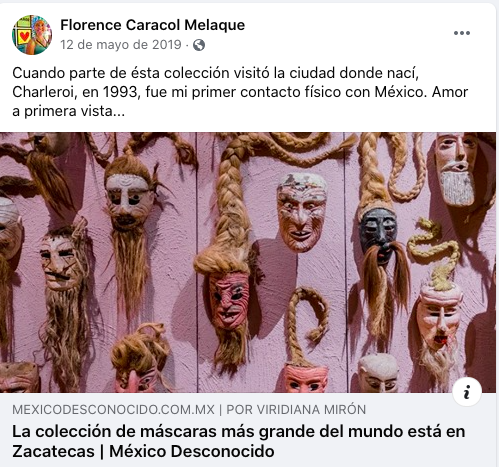 Florence Caracol Melaque
12 de mayo de 2019 ·
Cuando parte de ésta colección visitó la ciudad donde nací,
Charleroi, en 1993, fue mi primer contacto físico con México. Amor
a primera vista...
i
MEXICODESCONOCIDO.COM.MX | POR VIRIDIANA MIRÓN
La colección de máscaras más grande del mundo está en
Zacatecas | México Desconocido